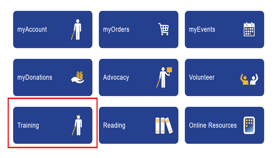 myAccount
myOrders
myEvents
myDonations
Advocacy
Volunteer
Training
Reading
Online Resources